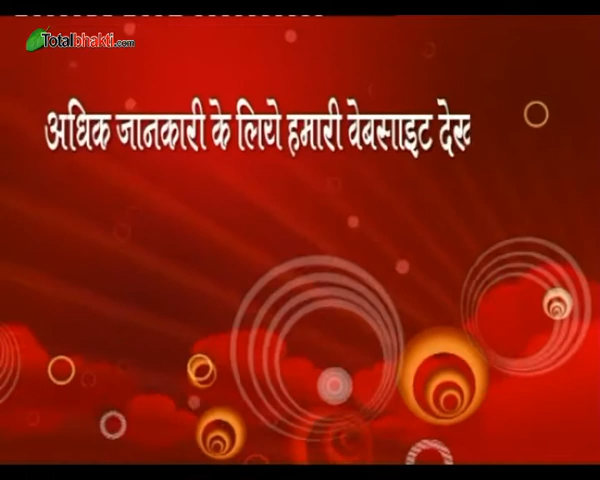 Totalbhakti.com
अधिक जानकारी के लिये हमारी वेबसाइट देख